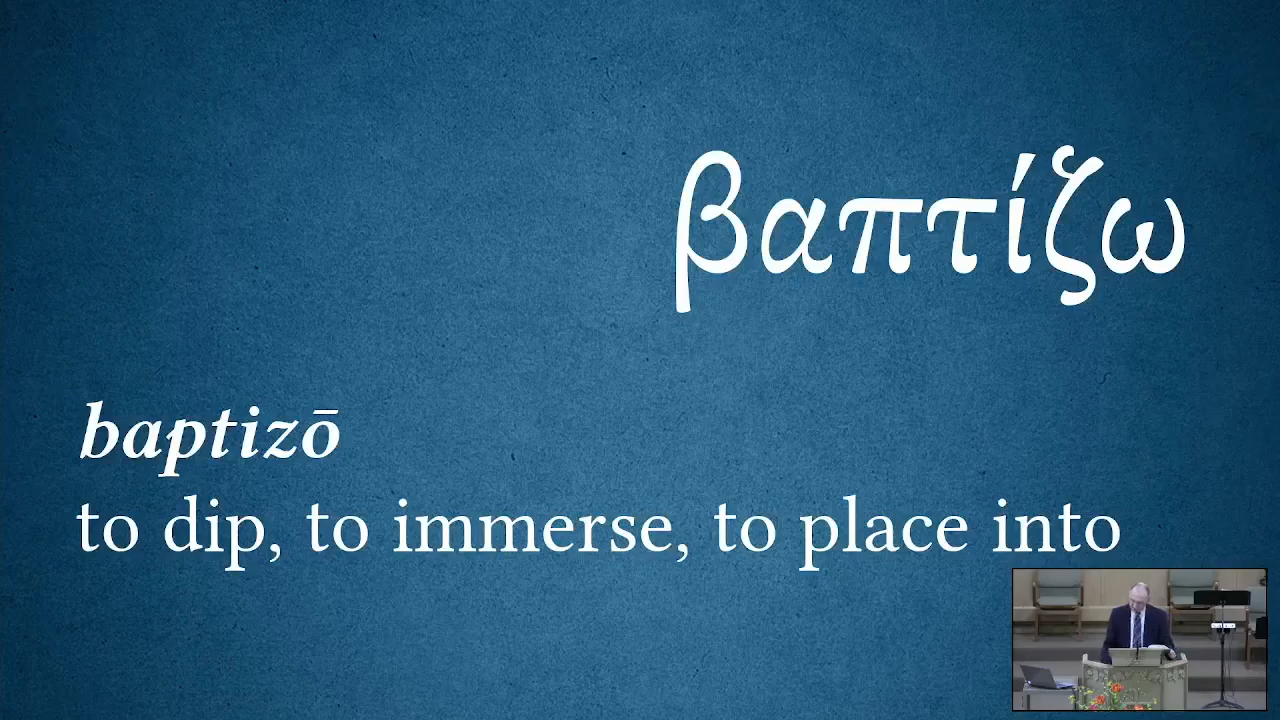 βαπτίζω
baptizō
to dip, to immerse, to place into